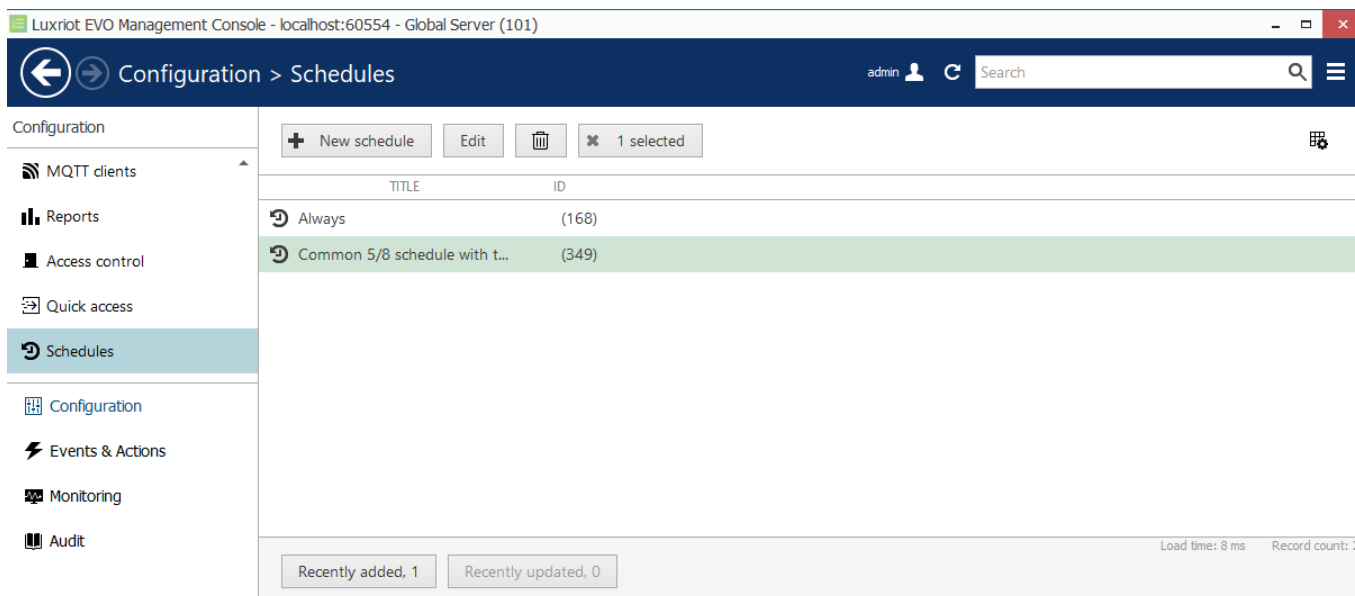 Luxriot EVO Management Console - localhost:60554 - Global Server (101)
Configuration > Schedules
admin
Search
Configuration
MQTT clients
Reports
Access control
Quick access
Schedules
Configuration
Events & Actions
Monitoring
Audit
New schedule
Edit
1 selected
TITLE ID
Always (168)
Common 5/8 schedule with t... (349)
Load time: 8 ms Record count:
Recently added, 1
Recently updated, 0